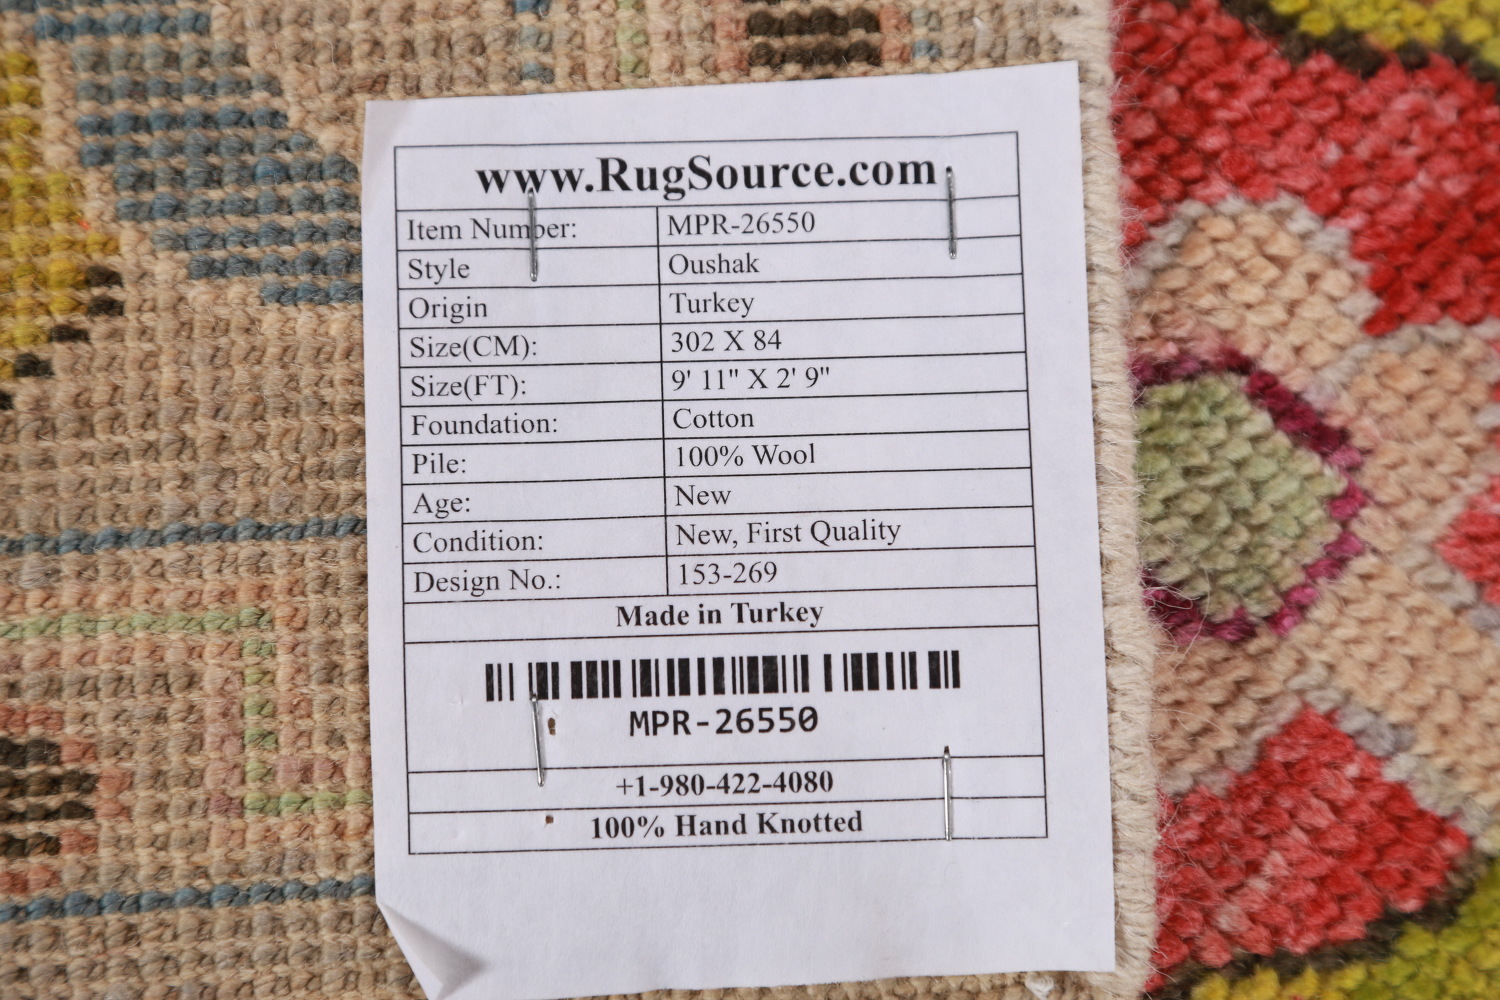 www.RugSource.com
Item Number: MPR-26550
Style Oushak
Origin Turkey
Size(CM): 302 X 84
Size(FT): 9' 11" X 2' 9"
Foundation: Cotton
Pile: 100% Wool
Age: New
Condition: New, First Quality
Design No.: 153-269
Made in Turkey
MPR-26550
+1-980-422-4080
100% Hand Knotted